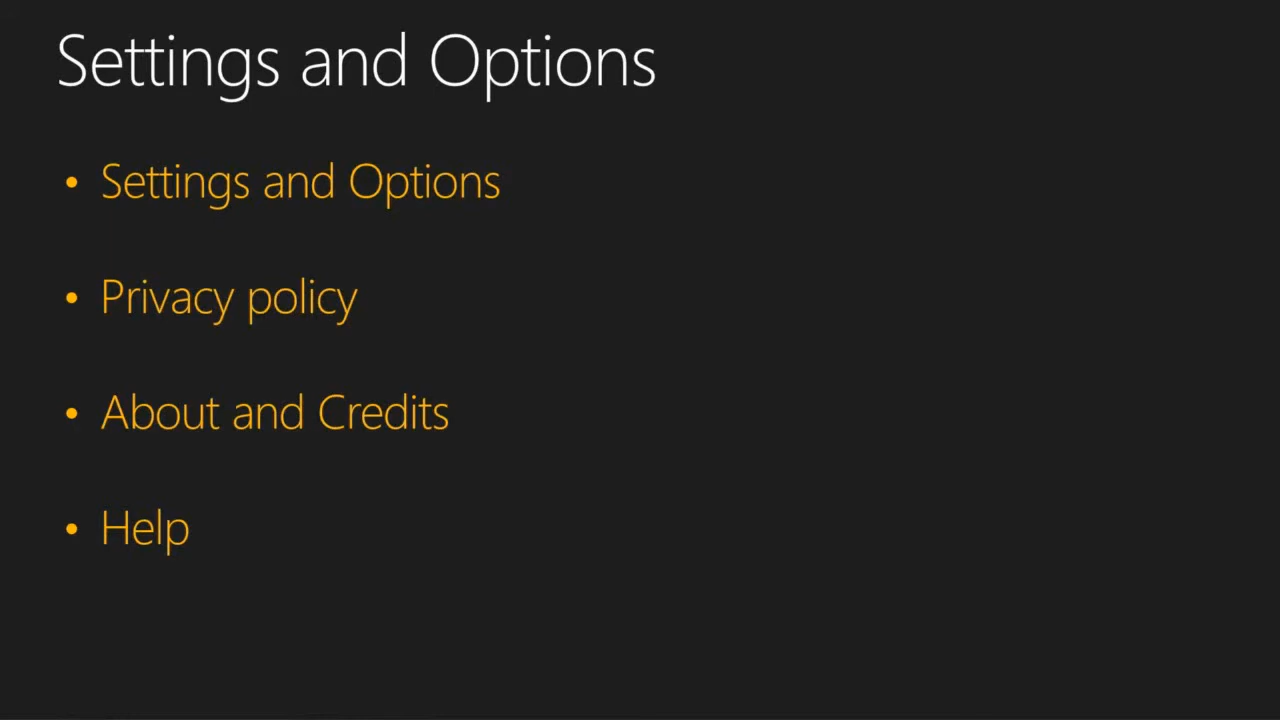 Settings and Options
• Settings and Options
• Privacy policy
• About and Credits
• Help